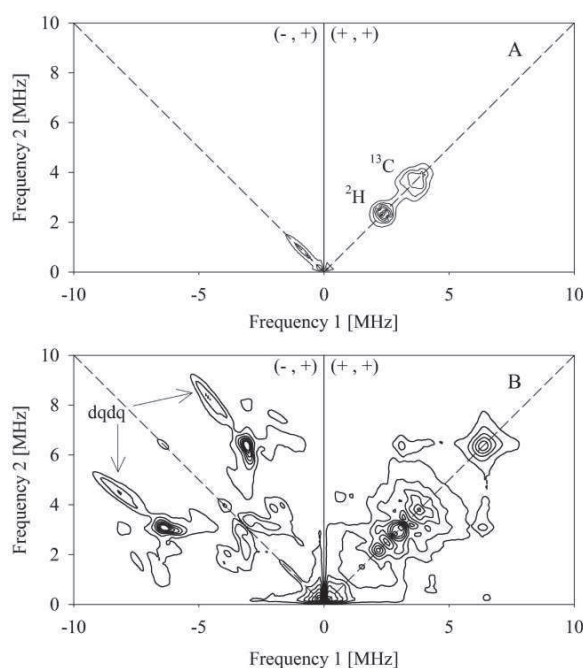 (- , +) (+ , +)
A
10
8
6
4
2
0
Frequency 2 [MHz]
¹³C
²H
-10 -5 0 5 10
Frequency 1 [MHz]
(- , +) (+ , +)
B
10
8
6
4
2
0
Frequency 2 [MHz]
dqdq
-10 -5 0 5 10
Frequency 1 [MHz]